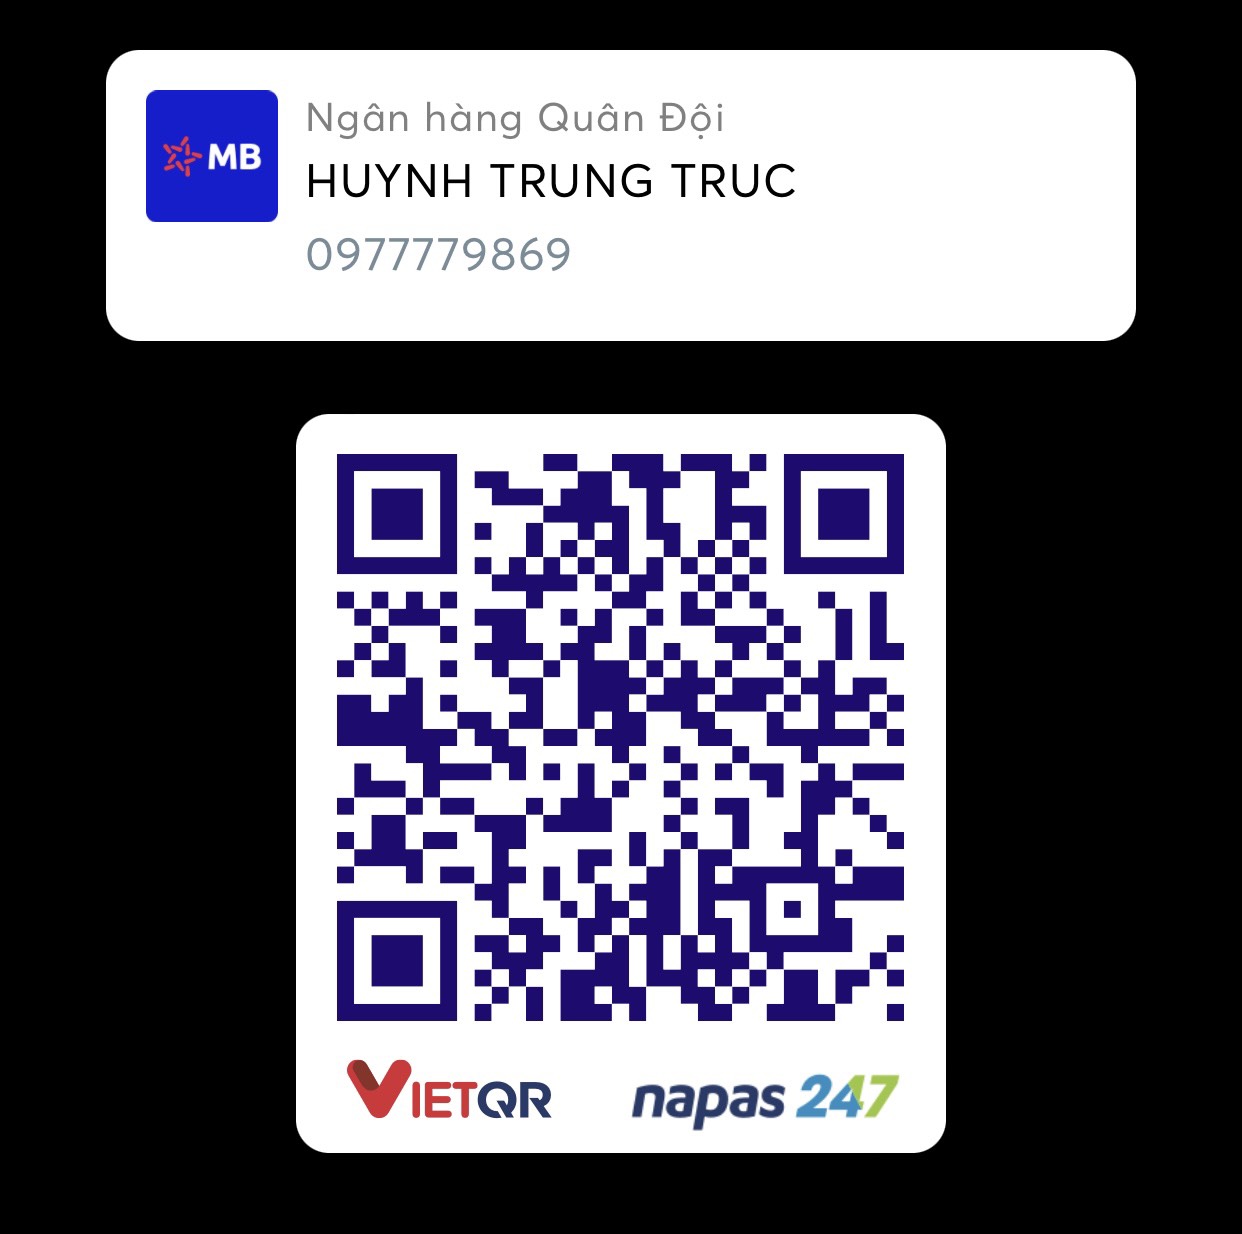 MB
Ngân hàng Quân Đội
HUYNH TRUNG TRUC
0977779869
VIETQR
napas 247